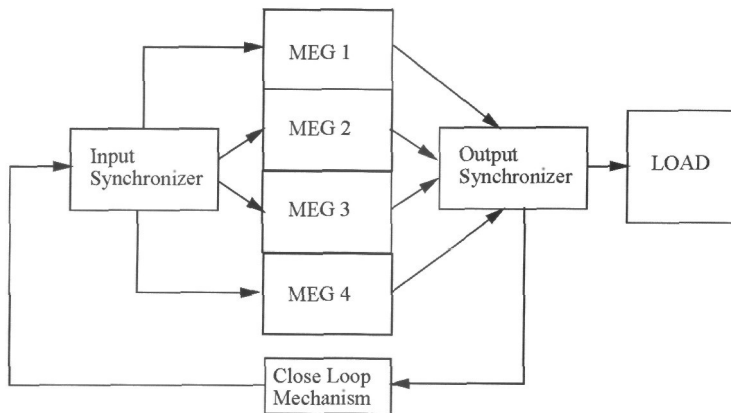 MEG 1
MEG 2
MEG 3
MEG 4
Input
Synchronizer
Output
Synchronizer
LOAD
Close Loop
Mechanism